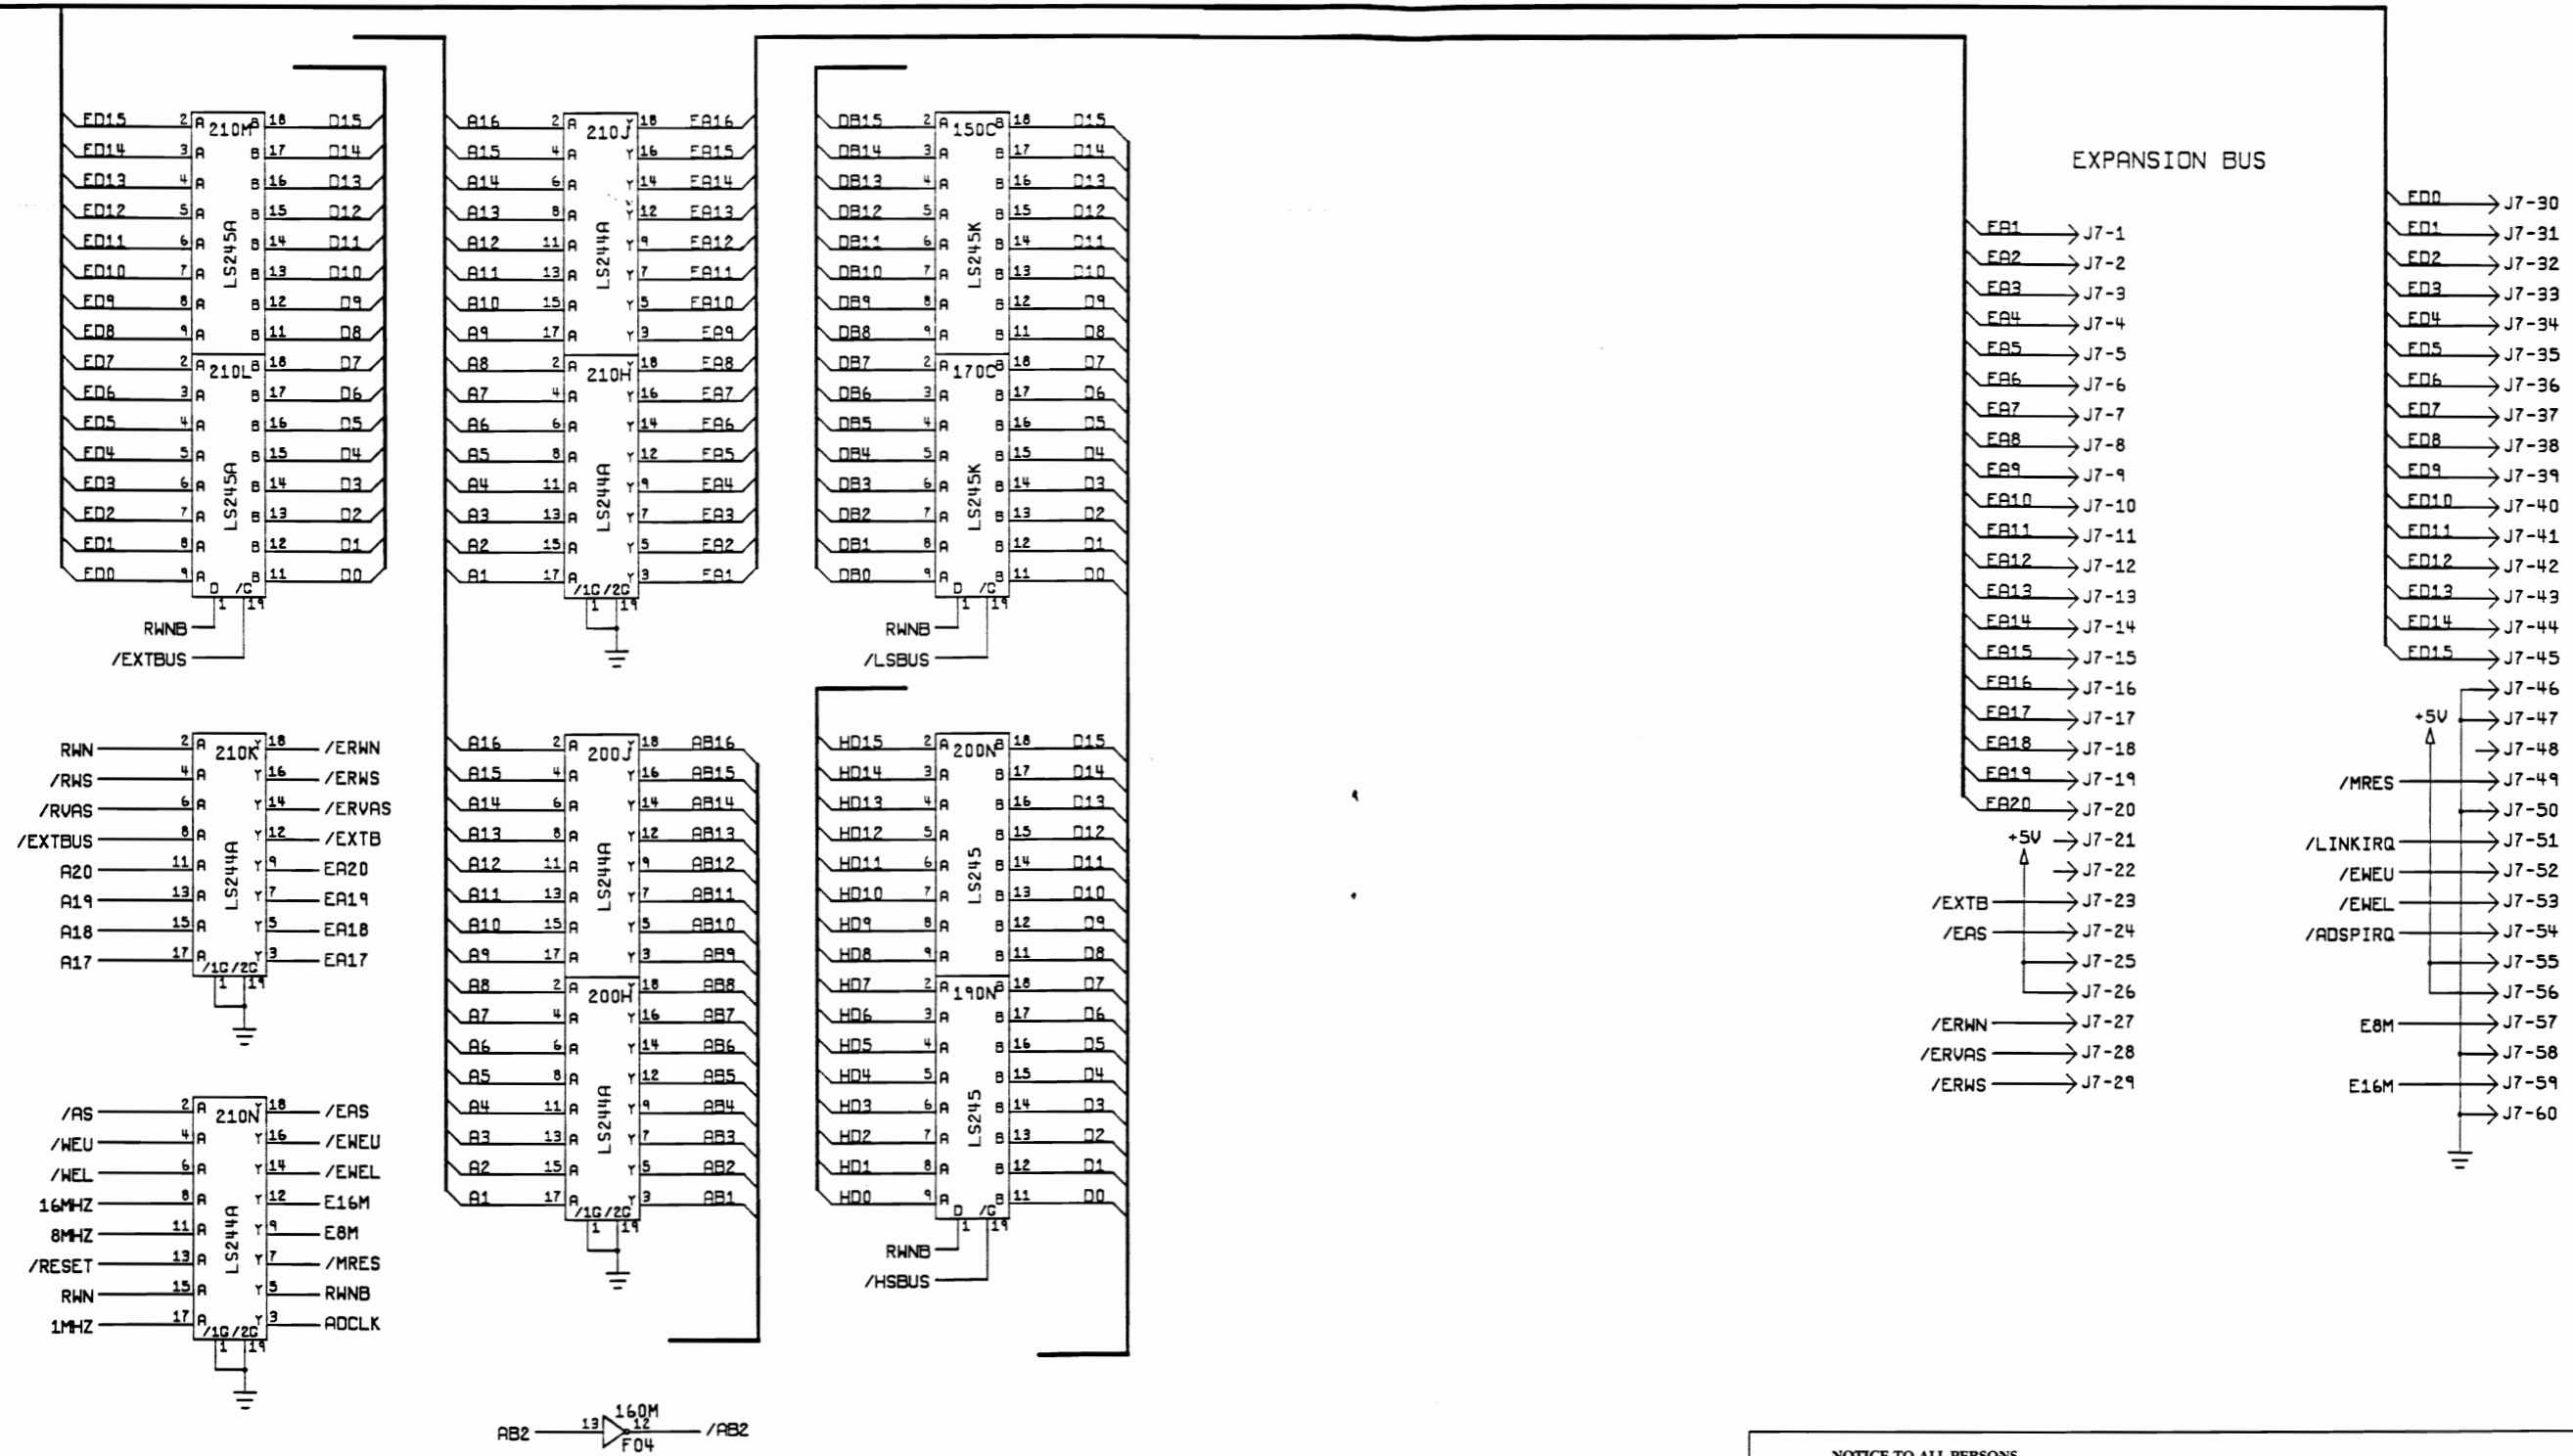 ED15 2 A 210M B 18 D15
ED14 3 A B 17 D14
ED13 4 A B 16 D13
ED12 5 A B 15 D12
ED11 6 A B 14 D11
ED10 7 A B 13 D10
ED9 8 A B 12 D9
ED8 9 A B 11 D8
LS245A
ED7 2 A 210L B 18 D7
ED6 3 A B 17 D6
ED5 4 A B 16 D5
ED4 5 A B 15 D4
ED3 6 A B 14 D3
ED2 7 A B 13 D2
ED1 8 A B 12 D1
ED0 9 A B 11 D0
LS245A
D /G
1 19
RWNB
/EXTBUS
RWN 2 A 210K Y 18 /ERWN
/RWS 4 A Y 16 /ERWS
/RVAS 6 A Y 14 /ERVAS
/EXTBUS 8 A Y 12 /EXTB
A20 11 A Y 9 EA20
A19 13 A Y 7 EA19
A18 15 A Y 5 EA18
A17 17 A Y 3 EA17
LS244A
/1G /2G
1 19
/AS 2 A 210N Y 18 /EAS
/WEU 4 A Y 16 /EWEU
/WEL 6 A Y 14 /EWEL
16MHZ 8 A Y 12 E16M
8MHZ 11 A Y 9 E8M
/RESET 13 A Y 7 /MRES
RWN 15 A Y 5 RWNB
1MHZ 17 A Y 3 ADCLK
LS244A
/1G /2G
1 19
A16 2 A 210J Y 18 EA16
A15 4 A Y 16 EA15
A14 6 A Y 14 EA14
A13 8 A Y 12 EA13
A12 11 A Y 9 EA12
A11 13 A Y 7 EA11
A10 15 A Y 5 EA10
A9 17 A Y 3 EA9
LS244A
A8 2 A 210H Y 18 EA8
A7 4 A Y 16 EA7
A6 6 A Y 14 EA6
A5 8 A Y 12 EA5
A4 11 A Y 9 EA4
A3 13 A Y 7 EA3
A2 15 A Y 5 EA2
A1 17 A Y 3 EA1
LS244A
/1G /2G
1 19
A16 2 A 200J Y 18 AB16
A15 4 A Y 16 AB15
A14 6 A Y 14 AB14
A13 8 A Y 12 AB13
A12 11 A Y 9 AB12
A11 13 A Y 7 AB11
A10 15 A Y 5 AB10
A9 17 A Y 3 AB9
LS244A
A8 2 A 200H Y 18 AB8
A7 4 A Y 16 AB7
A6 6 A Y 14 AB6
A5 8 A Y 12 AB5
A4 11 A Y 9 AB4
A3 13 A Y 7 AB3
A2 15 A Y 5 AB2
A1 17 A Y 3 AB1
LS244A
/1G /2G
1 19
160M
AB2 13 12 /AB2
F04
DB15 2 A 150C B 18 D15
DB14 3 A B 17 D14
DB13 4 A B 16 D13
DB12 5 A B 15 D12
DB11 6 A B 14 D11
DB10 7 A B 13 D10
DB9 8 A B 12 D9
DB8 9 A B 11 D8
LS245K
DB7 2 A 170C B 18 D7
DB6 3 A B 17 D6
DB5 4 A B 16 D5
DB4 5 A B 15 D4
DB3 6 A B 14 D3
DB2 7 A B 13 D2
DB1 8 A B 12 D1
DB0 9 A B 11 D0
LS245K
D /G
1 19
RWNB
/LSBUS
HD15 2 A 200N B 18 D15
HD14 3 A B 17 D14
HD13 4 A B 16 D13
HD12 5 A B 15 D12
HD11 6 A B 14 D11
HD10 7 A B 13 D10
HD9 8 A B 12 D9
HD8 9 A B 11 D8
LS245
HD7 2 A 190N B 18 D7
HD6 3 A B 17 D6
HD5 4 A B 16 D5
HD4 5 A B 15 D4
HD3 6 A B 14 D3
HD2 7 A B 13 D2
HD1 8 A B 12 D1
HD0 9 A B 11 D0
LS245
D /G
1 19
RWNB
/HSBUS
EXPANSION BUS
EA1 J7-1
EA2 J7-2
EA3 J7-3
EA4 J7-4
EA5 J7-5
EA6 J7-6
EA7 J7-7
EA8 J7-8
EA9 J7-9
EA10 J7-10
EA11 J7-11
EA12 J7-12
EA13 J7-13
EA14 J7-14
EA15 J7-15
EA16 J7-16
EA17 J7-17
EA18 J7-18
EA19 J7-19
EA20 J7-20
+5V J7-21
J7-22
/EXTB J7-23
/EAS J7-24
J7-25
J7-26
/ERWN J7-27
/ERVAS J7-28
/ERWS J7-29
ED0 J7-30
ED1 J7-31
ED2 J7-32
ED3 J7-33
ED4 J7-34
ED5 J7-35
ED6 J7-36
ED7 J7-37
ED8 J7-38
ED9 J7-39
ED10 J7-40
ED11 J7-41
ED12 J7-42
ED13 J7-43
ED14 J7-44
ED15 J7-45
J7-46
+5V J7-47
J7-48
/MRES J7-49
J7-50
/LINKIRQ J7-51
/EWEU J7-52
/EWEL J7-53
/ADSPIRQ J7-54
J7-55
J7-56
E8M J7-57
J7-58
E16M J7-59
J7-60
NOTICE TO ALL PERSONS